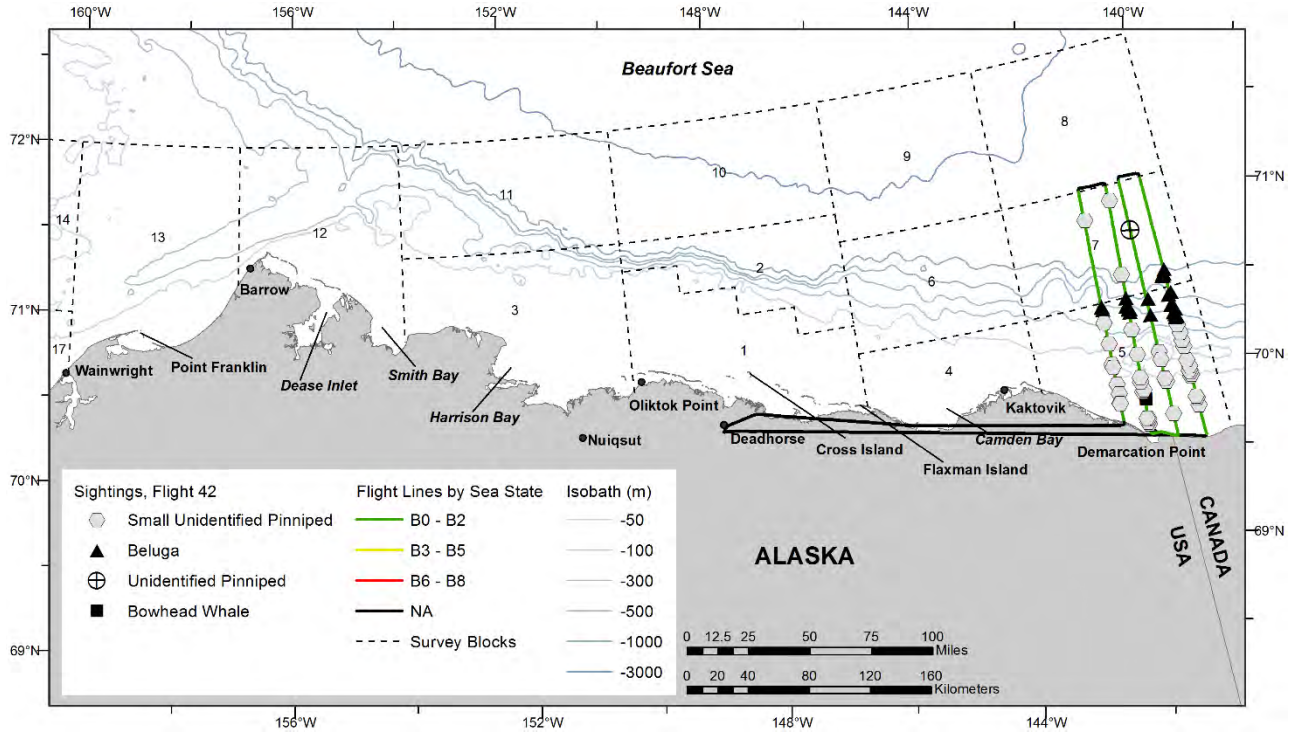 160°W
156°W
152°W
148°W
144°W
140°W
Beaufort Sea
72°N
8
9
10
71°N
11
14
13
12
7
2
6
71°N
Barrow
3
17
Point Franklin
1
5
70°N
Wainwright
Dease Inlet
Smith Bay
4
Harrison Bay
Oliktok Point
Kaktovik
Nuiqsut
Deadhorse
Camden Bay
Cross Island
Demarcation Point
Flaxman Island
70°N
Sightings, Flight 42
Small Unidentified Pinniped
Beluga
Unidentified Pinniped
Bowhead Whale
Flight Lines by Sea State
B0 - B2
B3 - B5
B6 - B8
NA
Survey Blocks
Isobath (m)
-50
-100
-300
-500
-1000
-3000
ALASKA
CANADA
USA
69°N
0 12.5 25 50 75 100
Miles
0 20 40 80 120 160
Kilometers
69°N
156°W
152°W
148°W
144°W